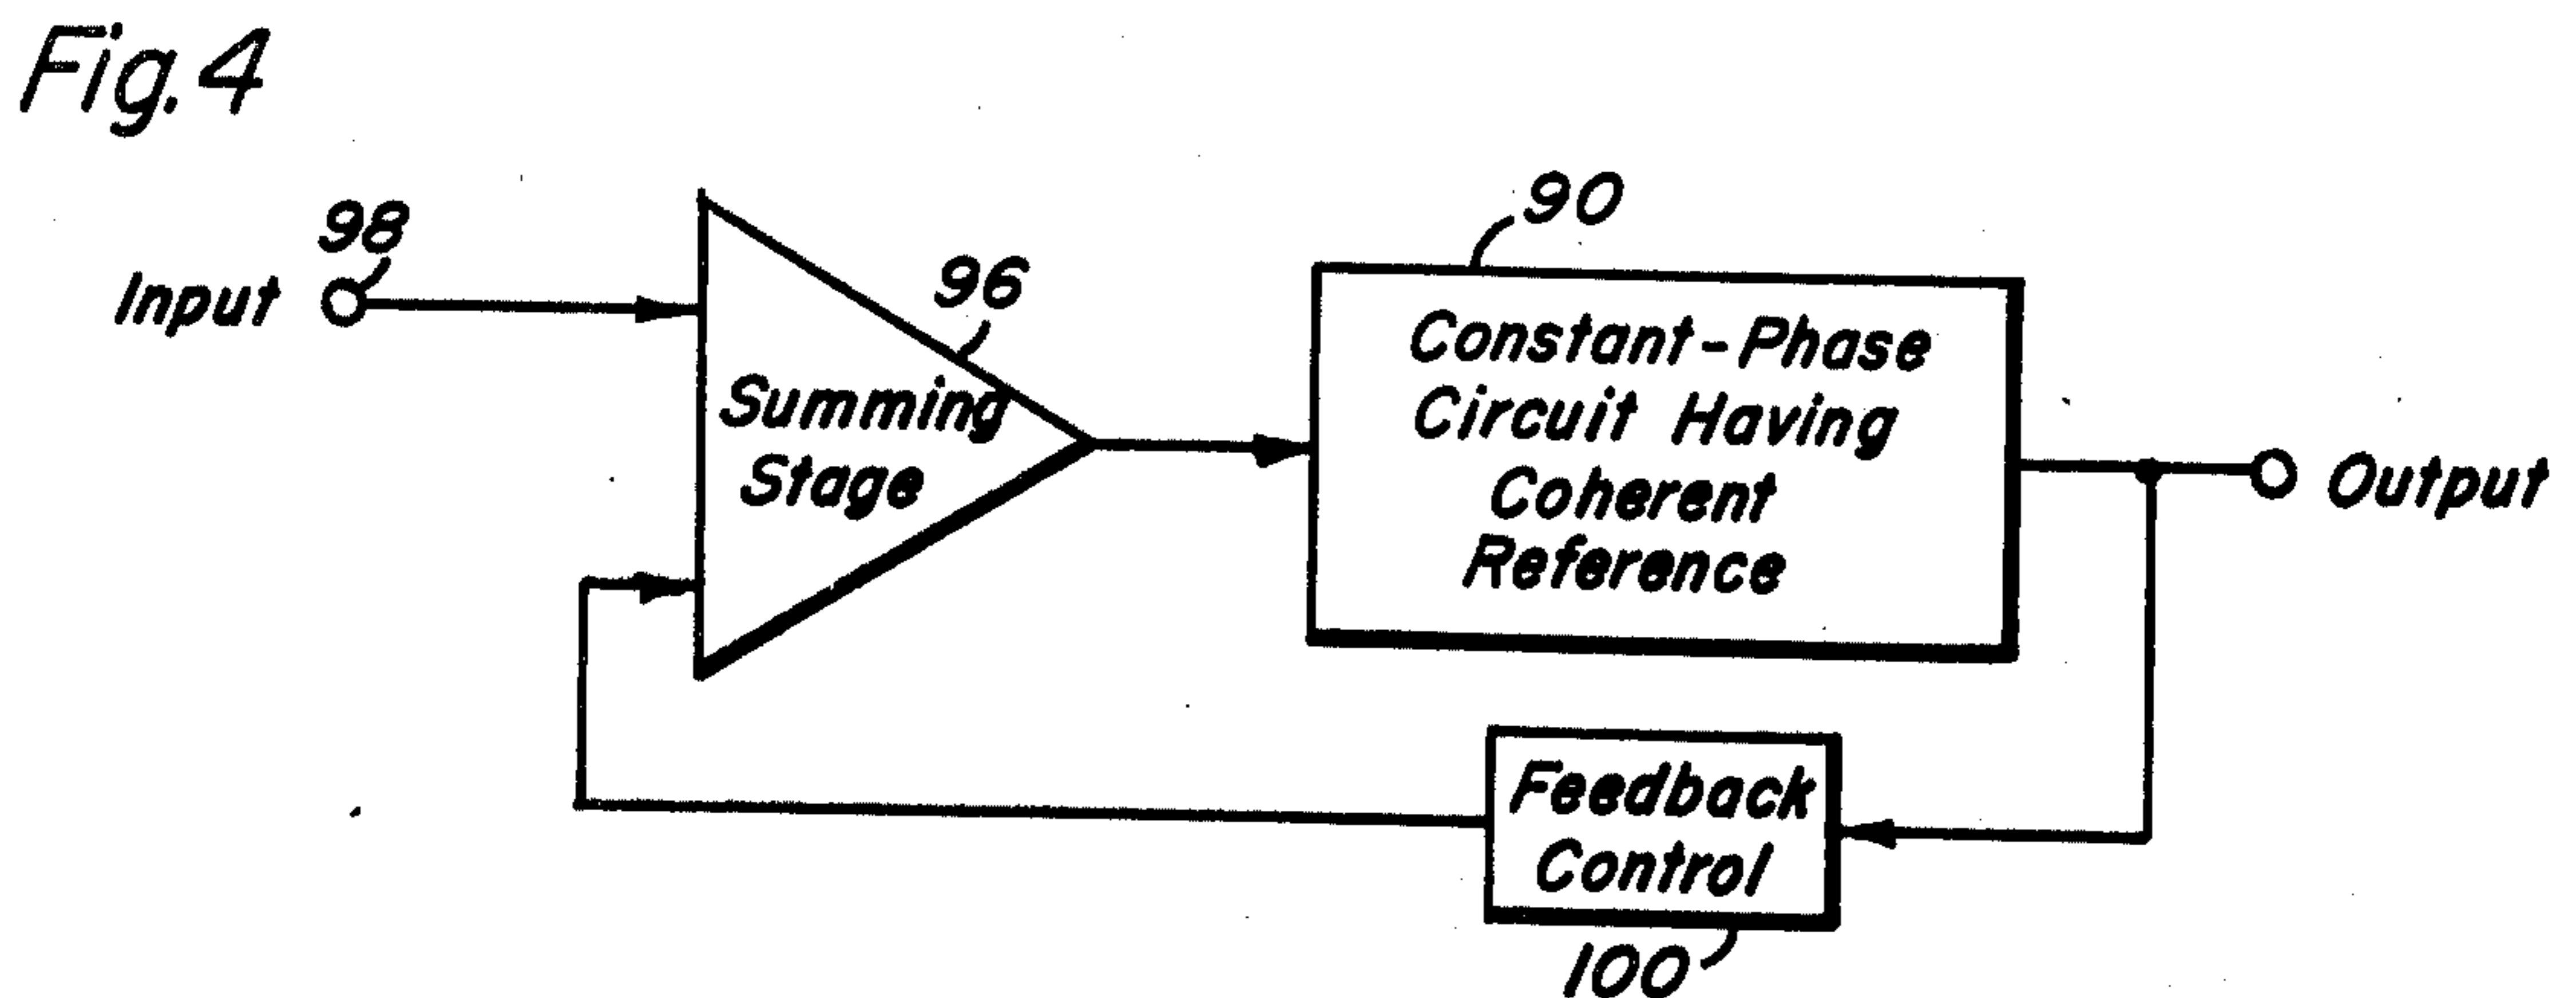 Fig. 4
98
Input
96
Summing
Stage
90
Constant-Phase
Circuit Having
Coherent
Reference
Output
Feedback
Control
100